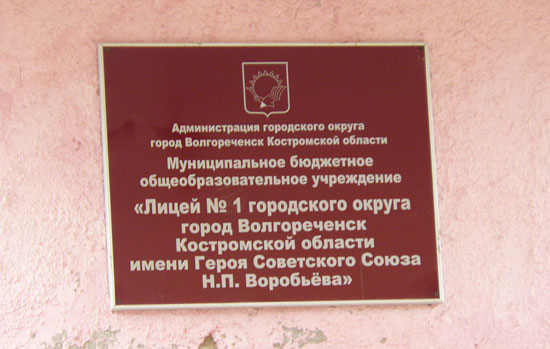 Администрация городского округа
город Волгореченск Костромской области
Муниципальное бюджетное
общеобразовательное учреждение
«Лицей № 1 городского округа
город Волгореченск
Костромской области
имени Героя Советского Союза
Н.П. Воробьёва»